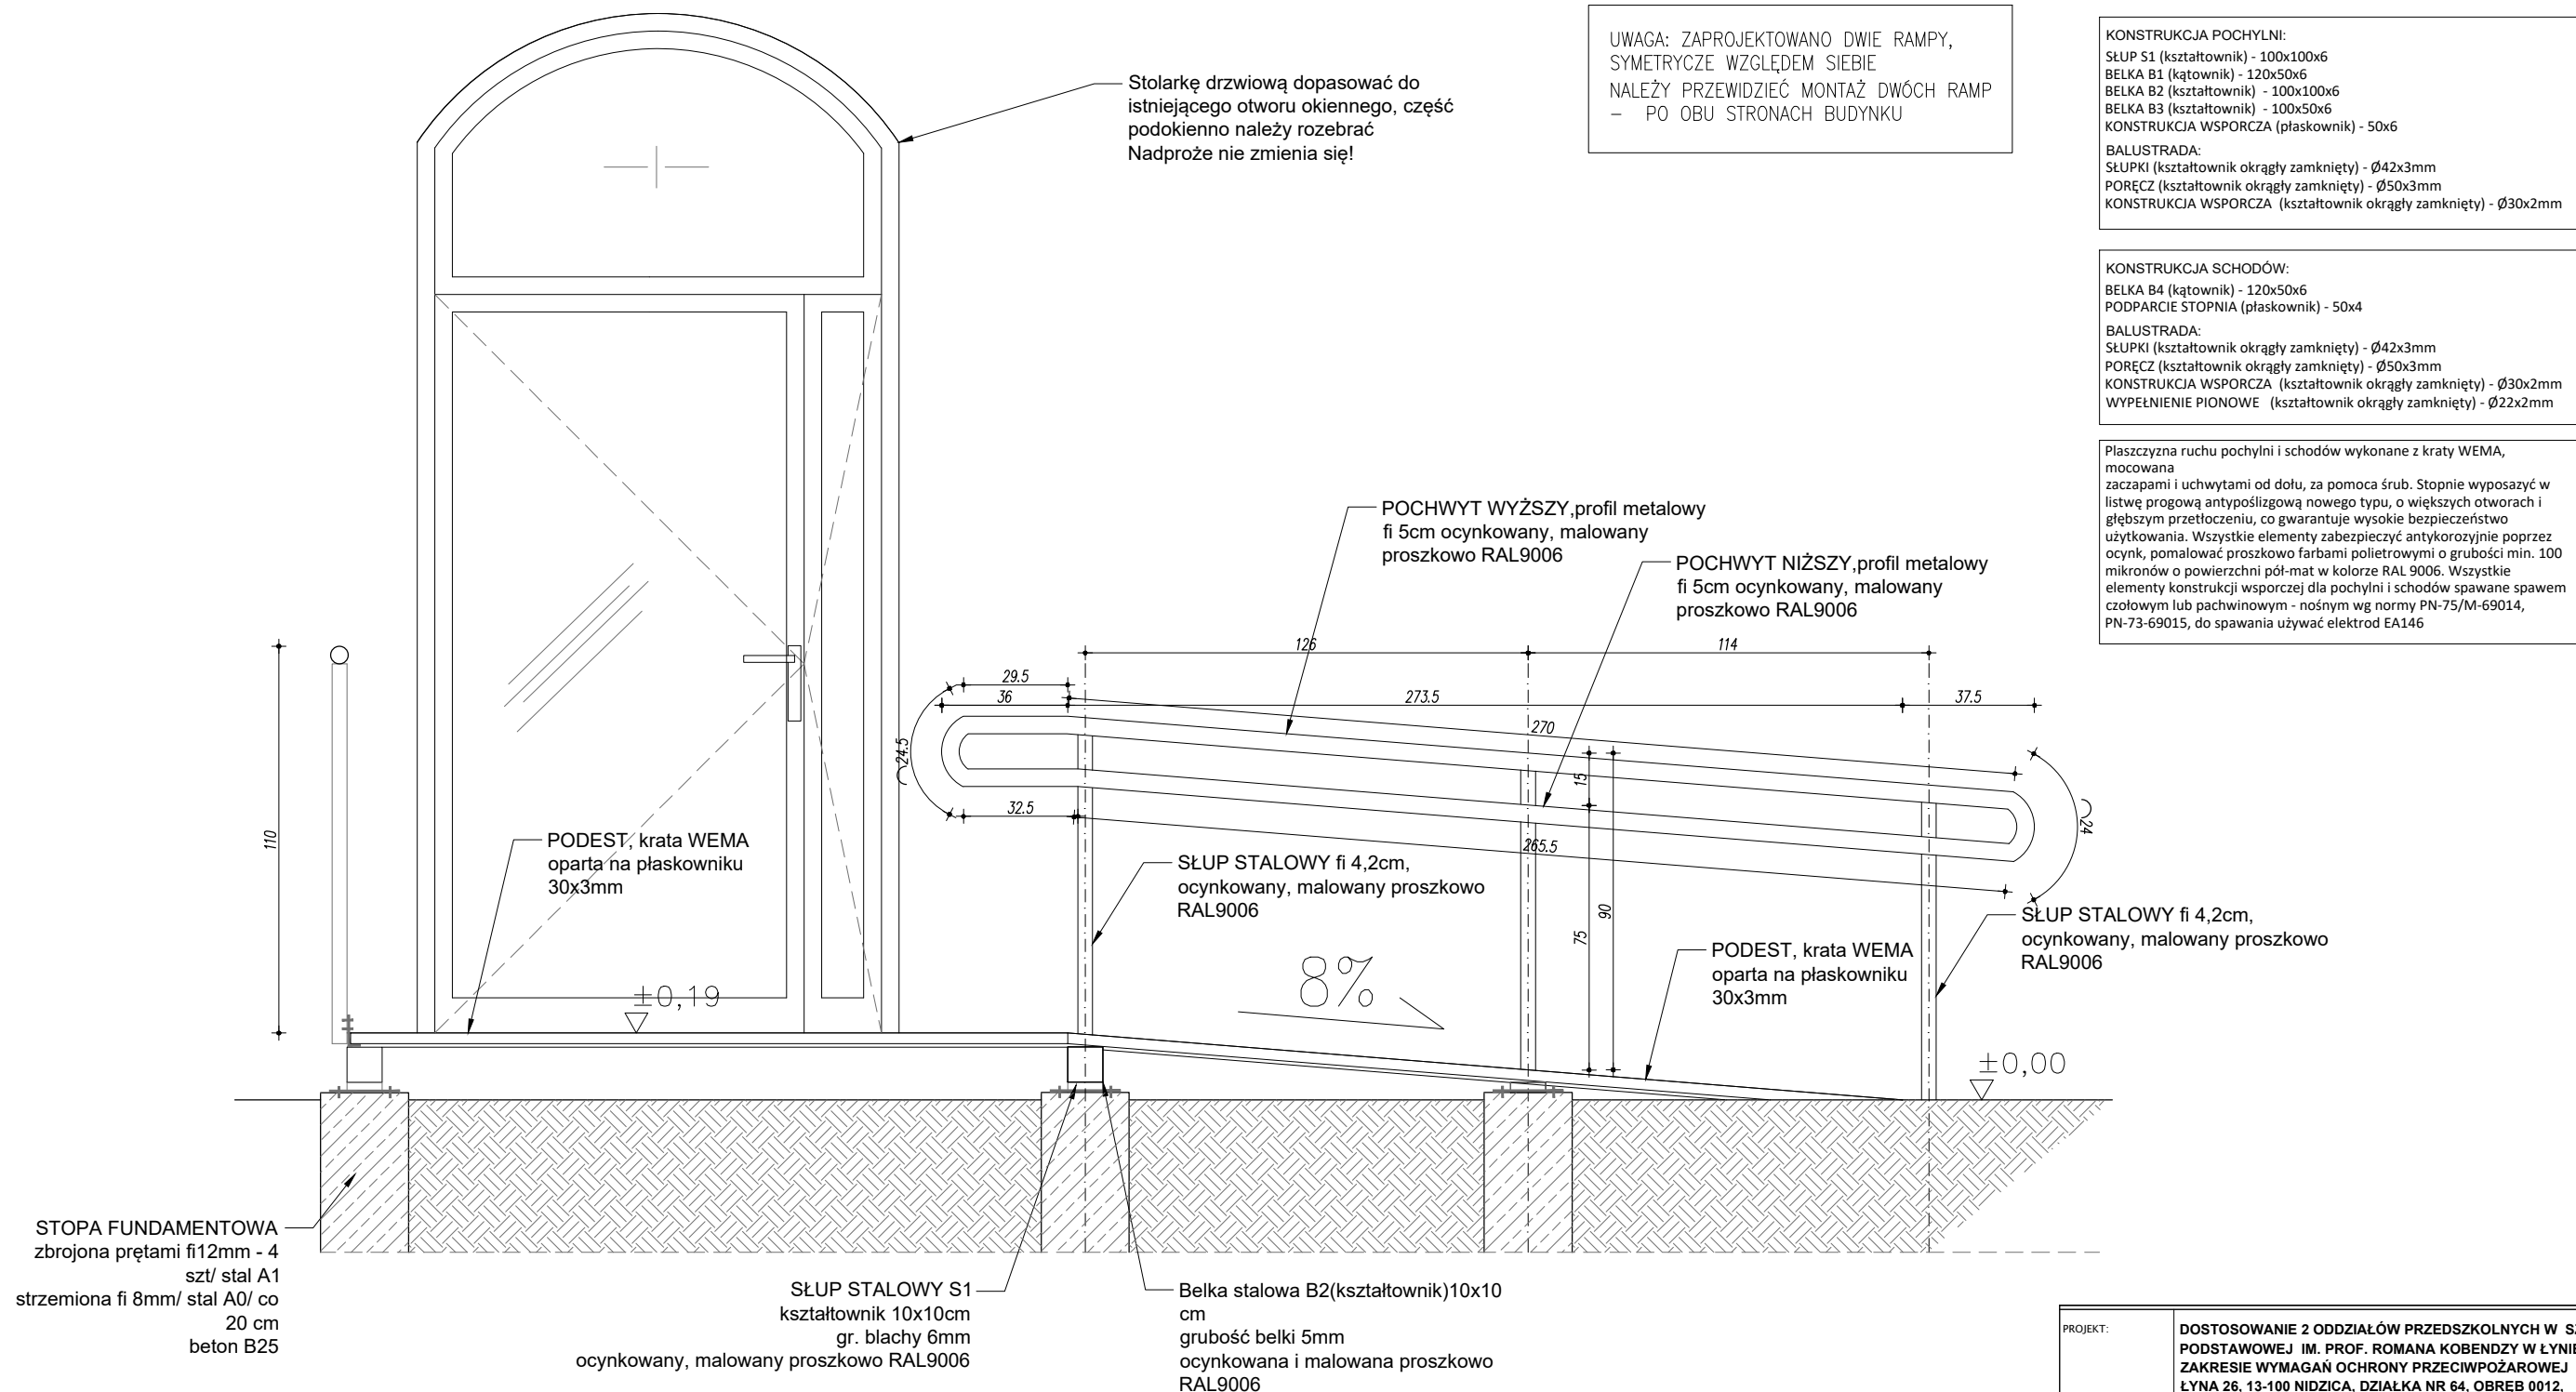 UWAGA: ZAPROJEKTOWANO DWIE RAMPY,
SYMETRYCZE WZGLĘDEM SIEBIE
NALEŻY PRZEWIDZIEĆ MONTAŻ DWÓCH RAMP
- PO OBU STRONACH BUDYNKU
KONSTRUKCJA POCHYLNI:
SŁUP S1 (kształtownik) - 100x100x6
BELKA B1 (kątownik) - 120x50x6
BELKA B2 (kształtownik) - 100x100x6
BELKA B3 (kształtownik) - 100x50x6
KONSTRUKCJA WSPORCZA (płaskownik) - 50x6
BALUSTRADA:
SŁUPKI (kształtownik okrągły zamknięty) - Ø42x3mm
PORĘCZ (kształtownik okrągły zamknięty) - Ø50x3mm
KONSTRUKCJA WSPORCZA (kształtownik okrągły zamknięty) - Ø30x2mm
KONSTRUKCJA SCHODÓW:
BELKA B4 (kątownik) - 120x50x6
PODPARCIE STOPNIA (płaskownik) - 50x4
BALUSTRADA:
SŁUPKI (kształtownik okrągły zamknięty) - Ø42x3mm
PORĘCZ (kształtownik okrągły zamknięty) - Ø50x3mm
KONSTRUKCJA WSPORCZA (kształtownik okrągły zamknięty) - Ø30x2mm
WYPEŁNIENIE PIONOWE (kształtownik okrągły zamknięty) - Ø22x2mm
Płaszczyzna ruchu pochylni i schodów wykonane z kraty WEMA,
mocowana
zaczapami i uchwytami od dołu, za pomoca śrub. Stopnie wyposazyć w
listwę progową antypoślizgową nowego typu, o większych otworach i
głębszym przetłoczeniu, co gwarantuje wysokie bezpieczeństwo
użytkowania. Wszystkie elementy zabezpieczyć antykorozyjnie poprzez
ocynk, pomalować proszkowo farbami polietrowymi o grubości min. 100
mikronów o powierzchni pół-mat w kolorze RAL 9006. Wszystkie
elementy konstrukcji wsporczej dla pochylni i schodów spawane spawem
czołowym lub pachwinowym - nośnym wg normy PN-75/M-69014,
PN-73-69015, do spawania używać elektrod EA146
Stolarkę drzwiową dopasować do
istniejącego otworu okiennego, część
podokienno należy rozebrać
Nadproże nie zmienia się!
POCHWYT WYŻSZY,profil metalowy
fi 5cm ocynkowany, malowany
proszkowo RAL9006
POCHWYT NIŻSZY,profil metalowy
fi 5cm ocynkowany, malowany
proszkowo RAL9006
126
114
29.5
36
273.5
37.5
270
24.5
15
32.5
265.5
24
110
75
90
PODEST, krata WEMA
oparta na płaskowniku
30x3mm
SŁUP STALOWY fi 4,2cm,
ocynkowany, malowany proszkowo
RAL9006
SŁUP STALOWY fi 4,2cm,
ocynkowany, malowany proszkowo
RAL9006
PODEST, krata WEMA
oparta na płaskowniku
30x3mm
8%
±0,19
±0,00
STOPA FUNDAMENTOWA
zbrojona prętami fi12mm - 4
szt/ stal A1
strzemiona fi 8mm/ stal A0/ co
20 cm
beton B25
SŁUP STALOWY S1
kształtownik 10x10cm
gr. blachy 6mm
ocynkowany, malowany proszkowo RAL9006
Belka stalowa B2(kształtownik)10x10
cm
grubość belki 5mm
ocynkowana i malowana proszkowo
RAL9006
PROJEKT:
DOSTOSOWANIE 2 ODDZIAŁÓW PRZEDSZKOLNYCH W
PODSTAWOWEJ IM. PROF. ROMANA KOBENDZY W ŁYNIE
ZAKRESIE WYMAGAŃ OCHRONY PRZECIWPOŻAROWEJ
ŁYNA 26, 13-100 NIDZICA, DZIAŁKA NR 64, OBRĘB 0012,